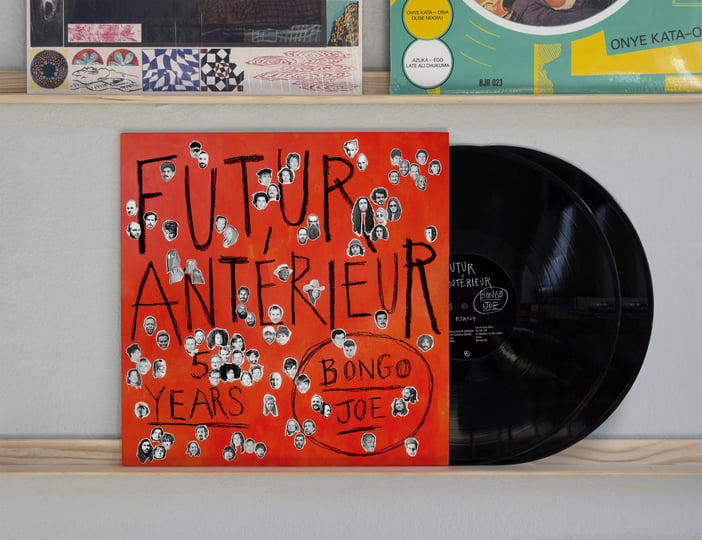 ONYE KATA – OBIA
OLISE NEKWU
AZUKA – EGO
LATE ALI CHUKUMA
BJR 023
ONYE KATA–O
FUTUR
ANTÉRIEUR
5
YEARS
BONGO
JOE
FUTUR
ANTÉRIEUR
BONGO
JOE